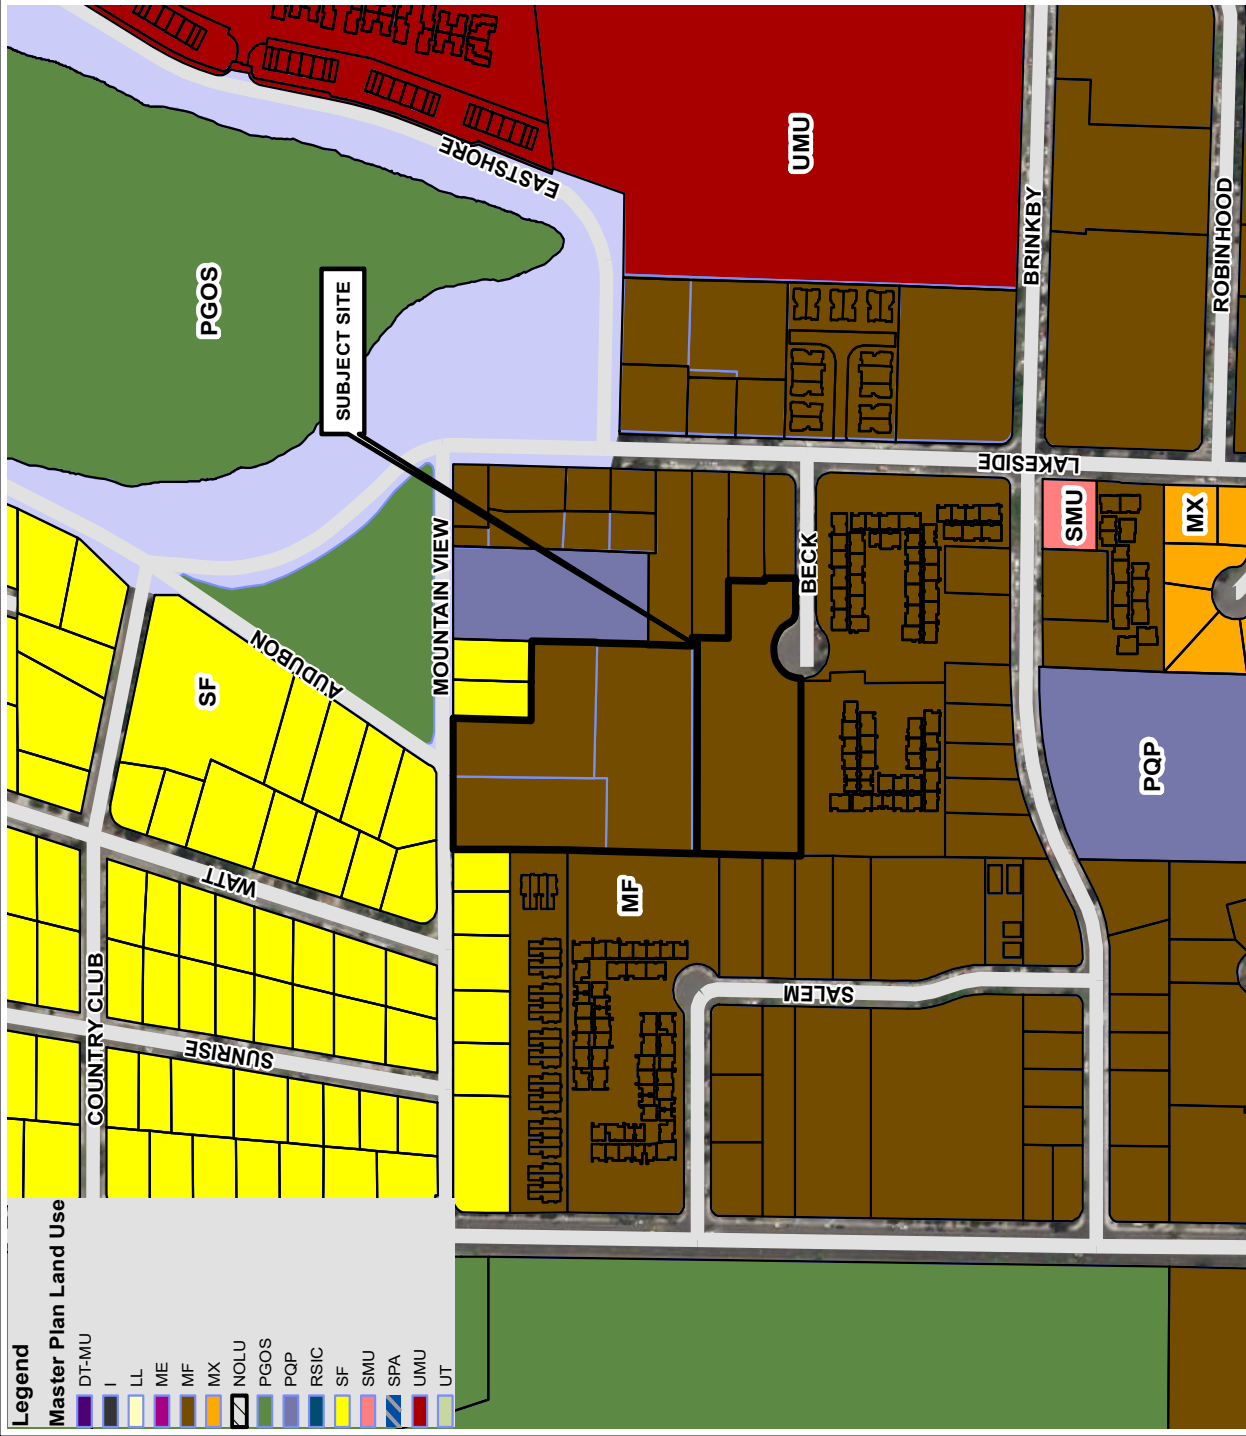 Legend
Master Plan Land Use
DT-MU
I
LL
ME
MF
MX
NOLU
PGOS
PQP
RSIC
SF
SMU
SPA
UMU
UT
COUNTRY CLUB
SUNRISE
WATT
SF
AUDUBON
MOUNTAIN VIEW
PGOS
SUBJECT SITE
EASTSHORE
UMU
BRINKBY
ROBINHOOD
LAKESIDE
BECK
SMU
MX
PQP
MF
SALEM